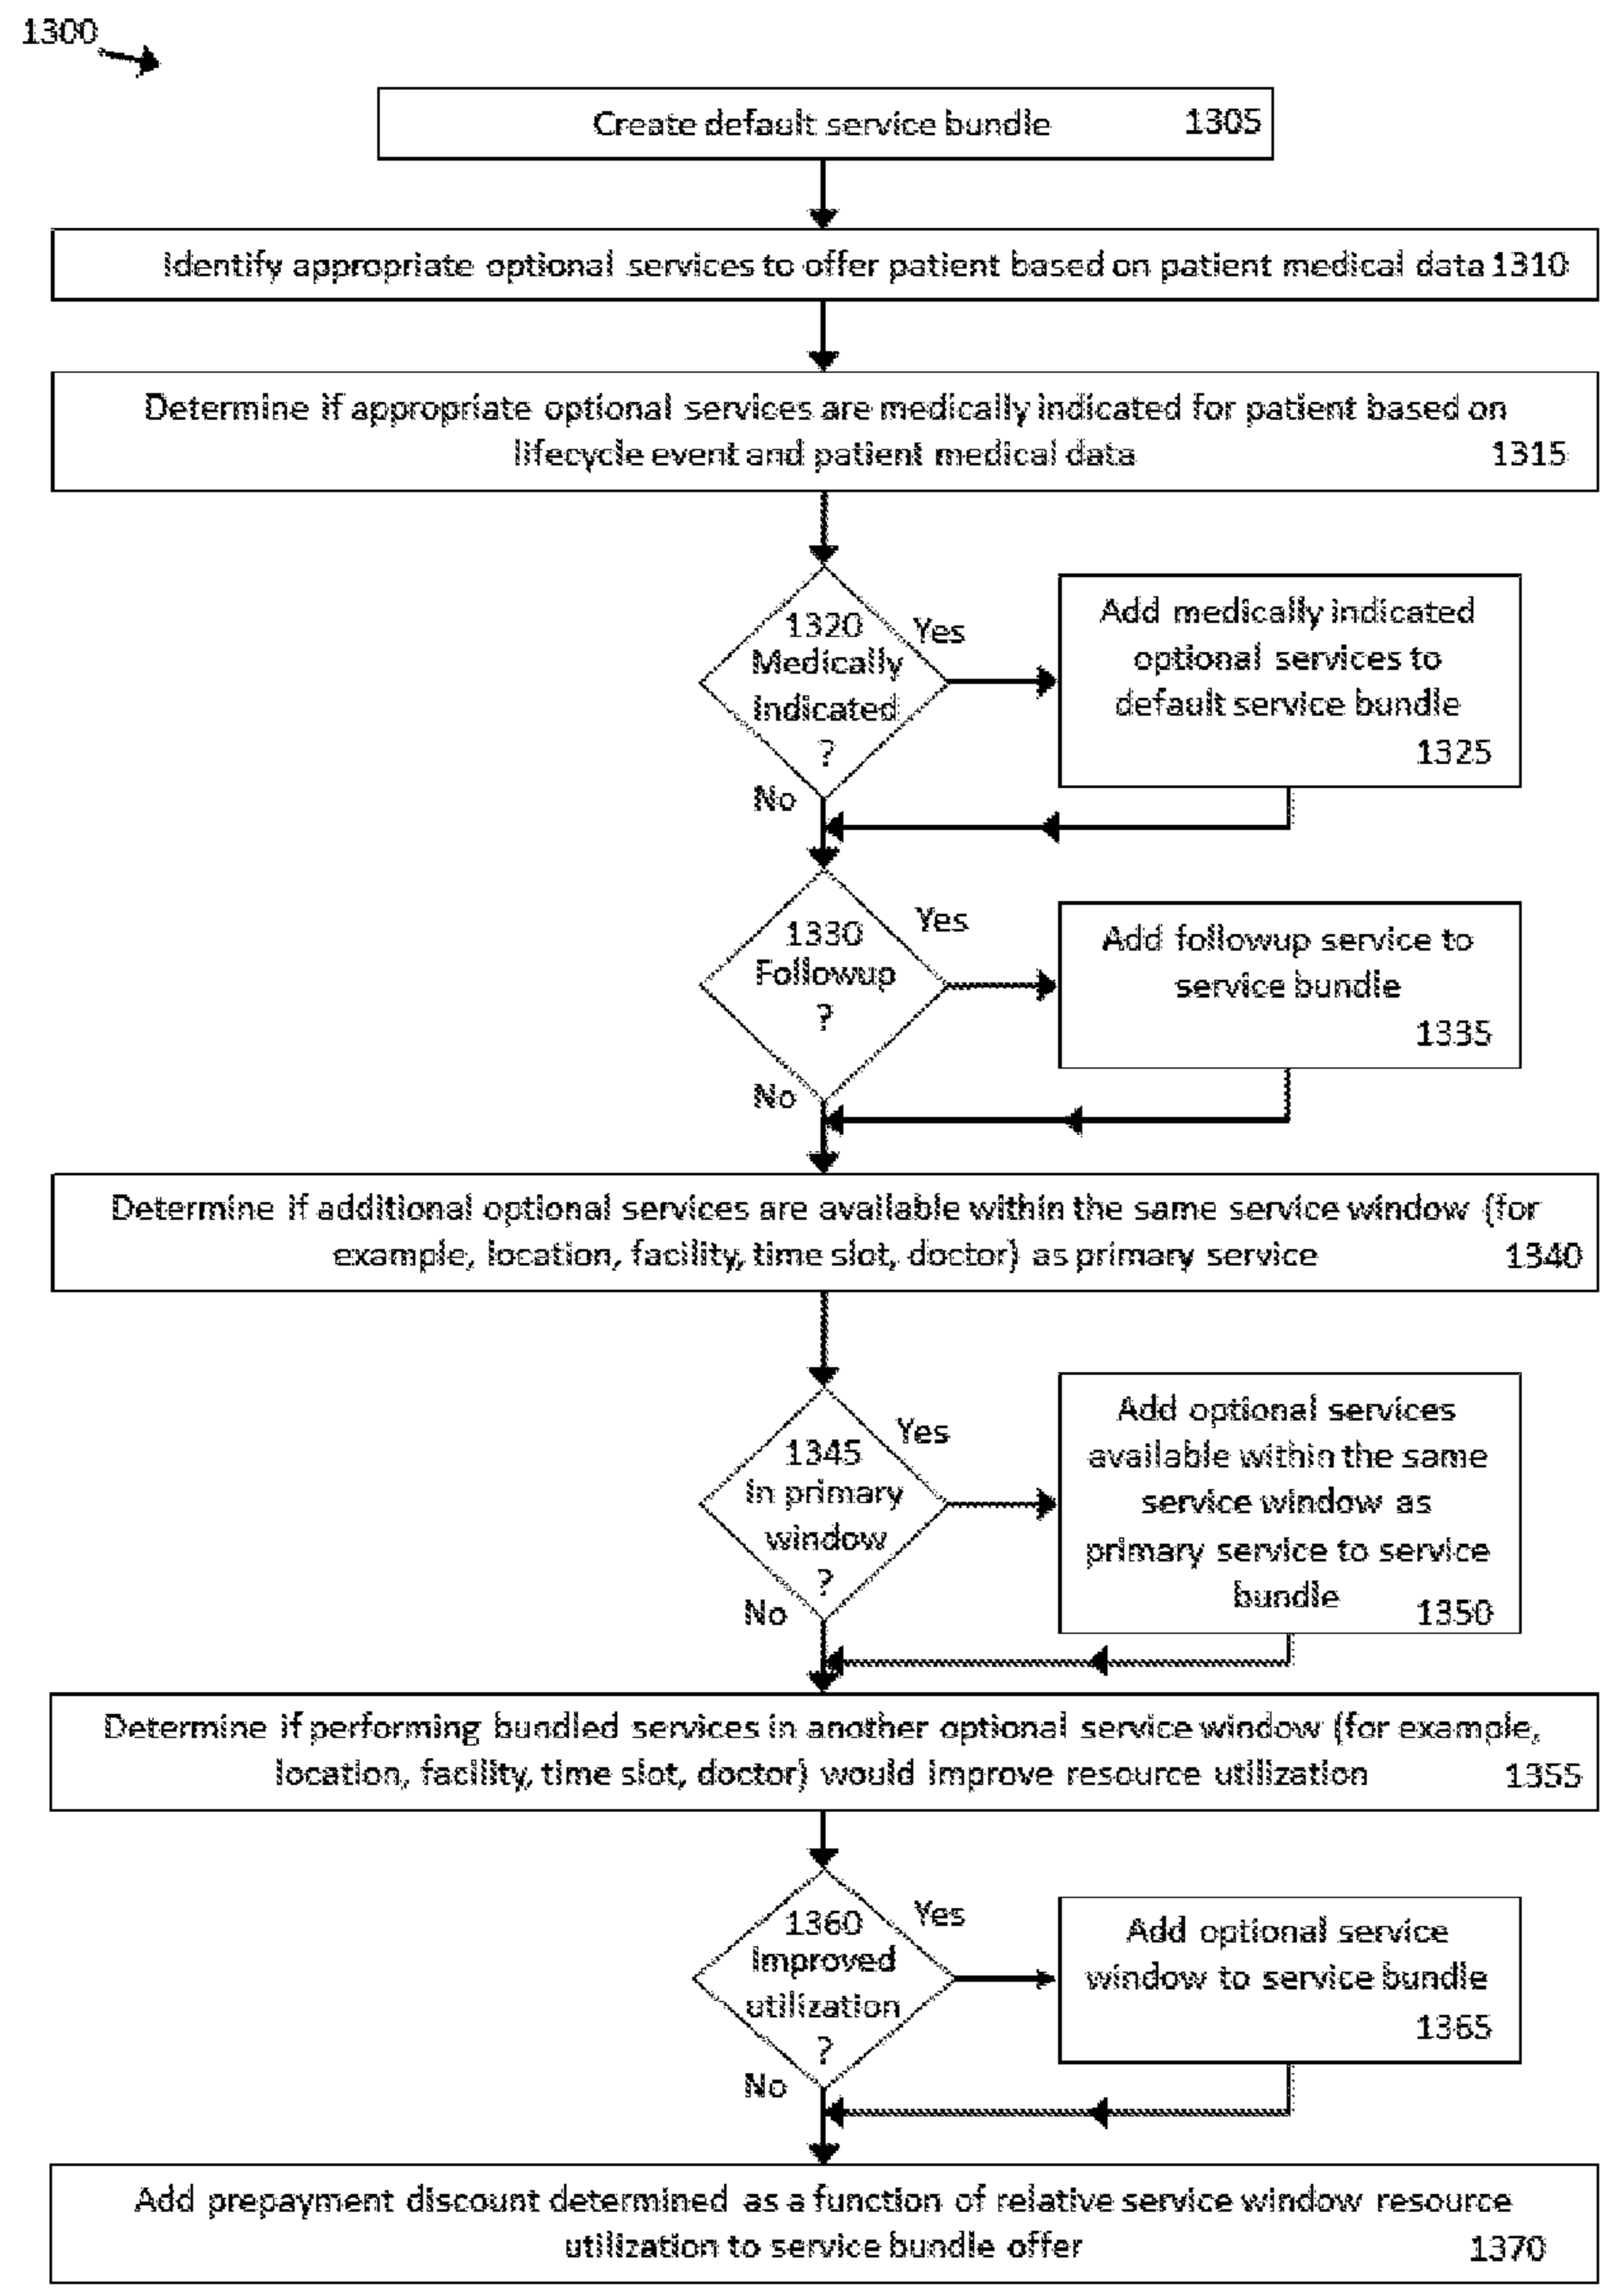 1300
Create default service bundle 1305
Identify appropriate optional services to offer patient based on patient medical data 1310
Determine if appropriate optional services are medically indicated for patient based on
lifecycle event and patient medical data 1315
1320
Medically
indicated
?
Yes
No
Add medically indicated
optional services to
default service bundle
1325
1330
Followup
?
Yes
No
Add followup service to
service bundle
1335
Determine if additional optional services are available within the same service window (for
example, location, facility, time slot, doctor) as primary service 1340
1345
In primary
window
?
Yes
No
Add optional services
available within the same
service window as
primary service to service
bundle
1350
Determine if performing bundled services in another optional service window (for example,
location, facility, time slot, doctor) would improve resource utilization 1355
1360
Improved
utilization
?
Yes
No
Add optional service
window to service bundle
1365
Add prepayment discount determined as a function of relative service window resource
utilization to service bundle offer 1370